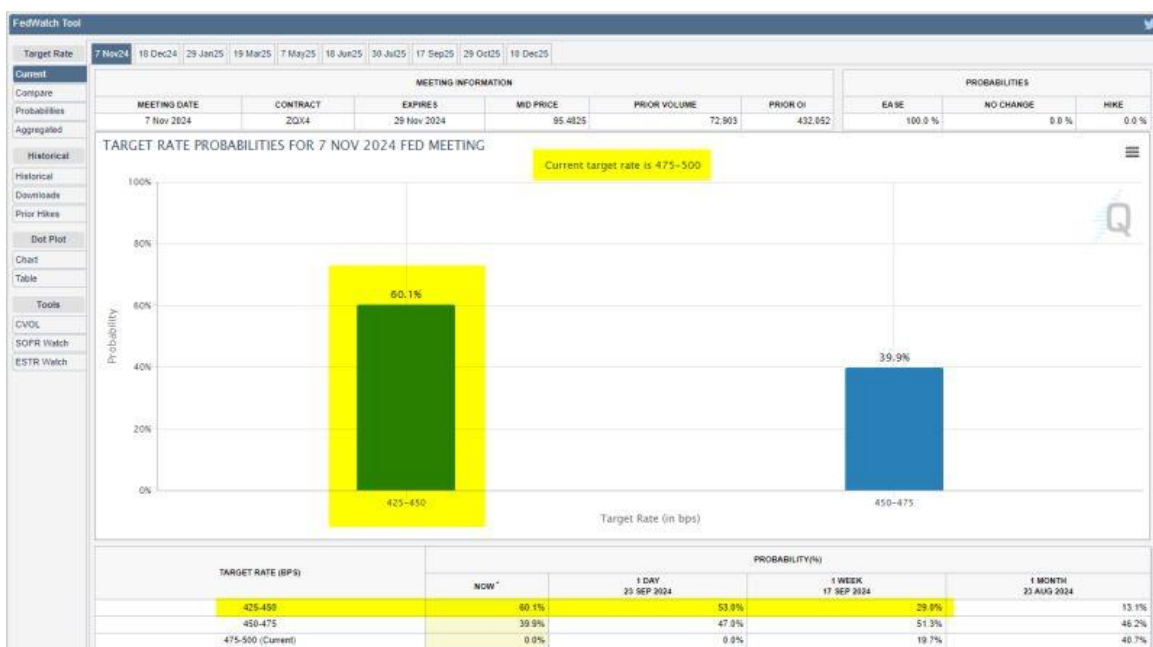 FedWatch Tool
Target Rate
Current
Compare
Probabilities
Aggregated
Historical
Historical
Downloads
Prior Hikes
Dot Plot
Chart
Table
Tools
CVOL
SOFR Watch
ESTR Watch
7 Nov24 18 Dec24 29 Jan25 19 Mar25 7 May25 18 Jun25 30 Jul25 17 Sep25 29 Oct25 10 Dec25
MEETING INFORMATION PROBABILITIES
MEETING DATE CONTRACT EXPIRES MID PRICE PRIOR VOLUME PRIOR OI EASE NO CHANGE HIKE
7 Nov 2024 ZQX4 29 Nov 2024 95.4825 72,903 432,052 100.0 % 0.0 % 0.0 %
TARGET RATE PROBABILITIES FOR 7 NOV 2024 FED MEETING
Current target rate is 475-500
Q
100%
80%
60%
40%
20%
0%
Probability
60.1%
39.9%
425-450 450-475
Target Rate (in bps)
TARGET RATE (BPS) PROBABILITY(%)
NOW * 1 DAY 1 WEEK 1 MONTH
23 SEP 2024 17 SEP 2024 23 AUG 2024
425-450 60.1% 53.0% 29.0% 13.1%
450-475 39.9% 47.0% 51.3% 46.2%
475-500 (Current) 0.0% 0.0% 19.7% 40.7%